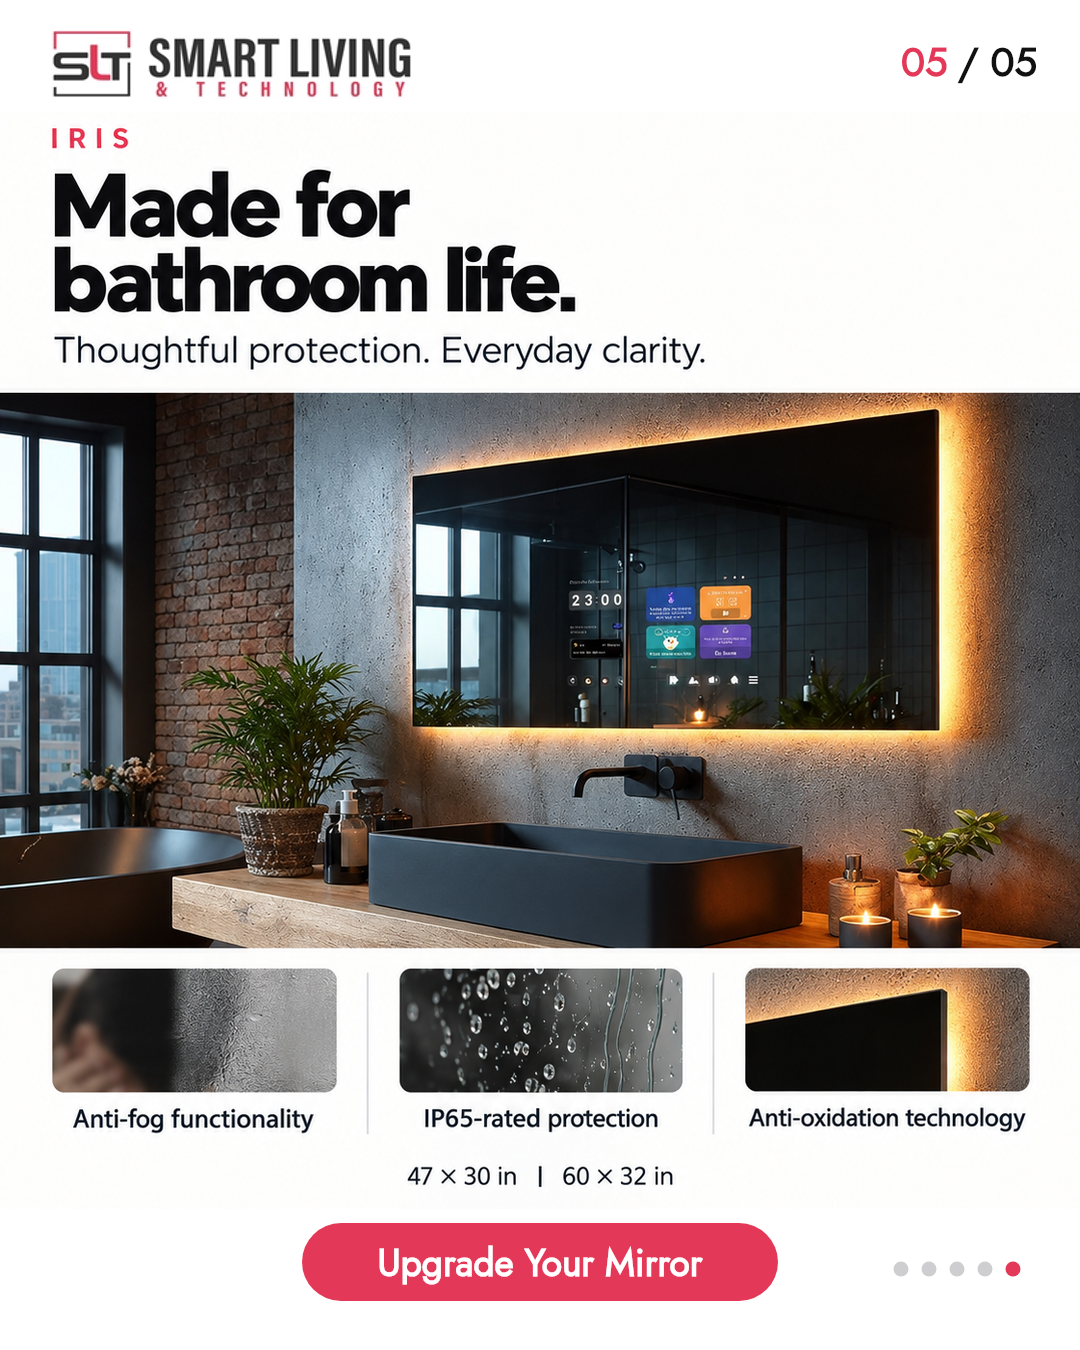 SLT SMART LIVING
& TECHNOLOGY
05 / 05
IRIS
Made for
bathroom life.
Thoughtful protection. Everyday clarity.
23:00
Anti-fog functionality
IP65-rated protection
Anti-oxidation technology
47 × 30 in | 60 × 32 in
Upgrade Your Mirror